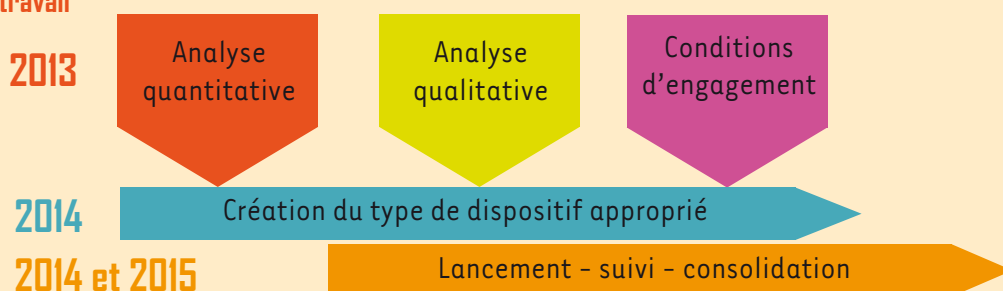 travail
2013
Analyse
quantitative
Analyse
qualitative
Conditions
d'engagement
2014
Création du type de dispositif approprié
2014 et 2015
Lancement - suivi - consolidation